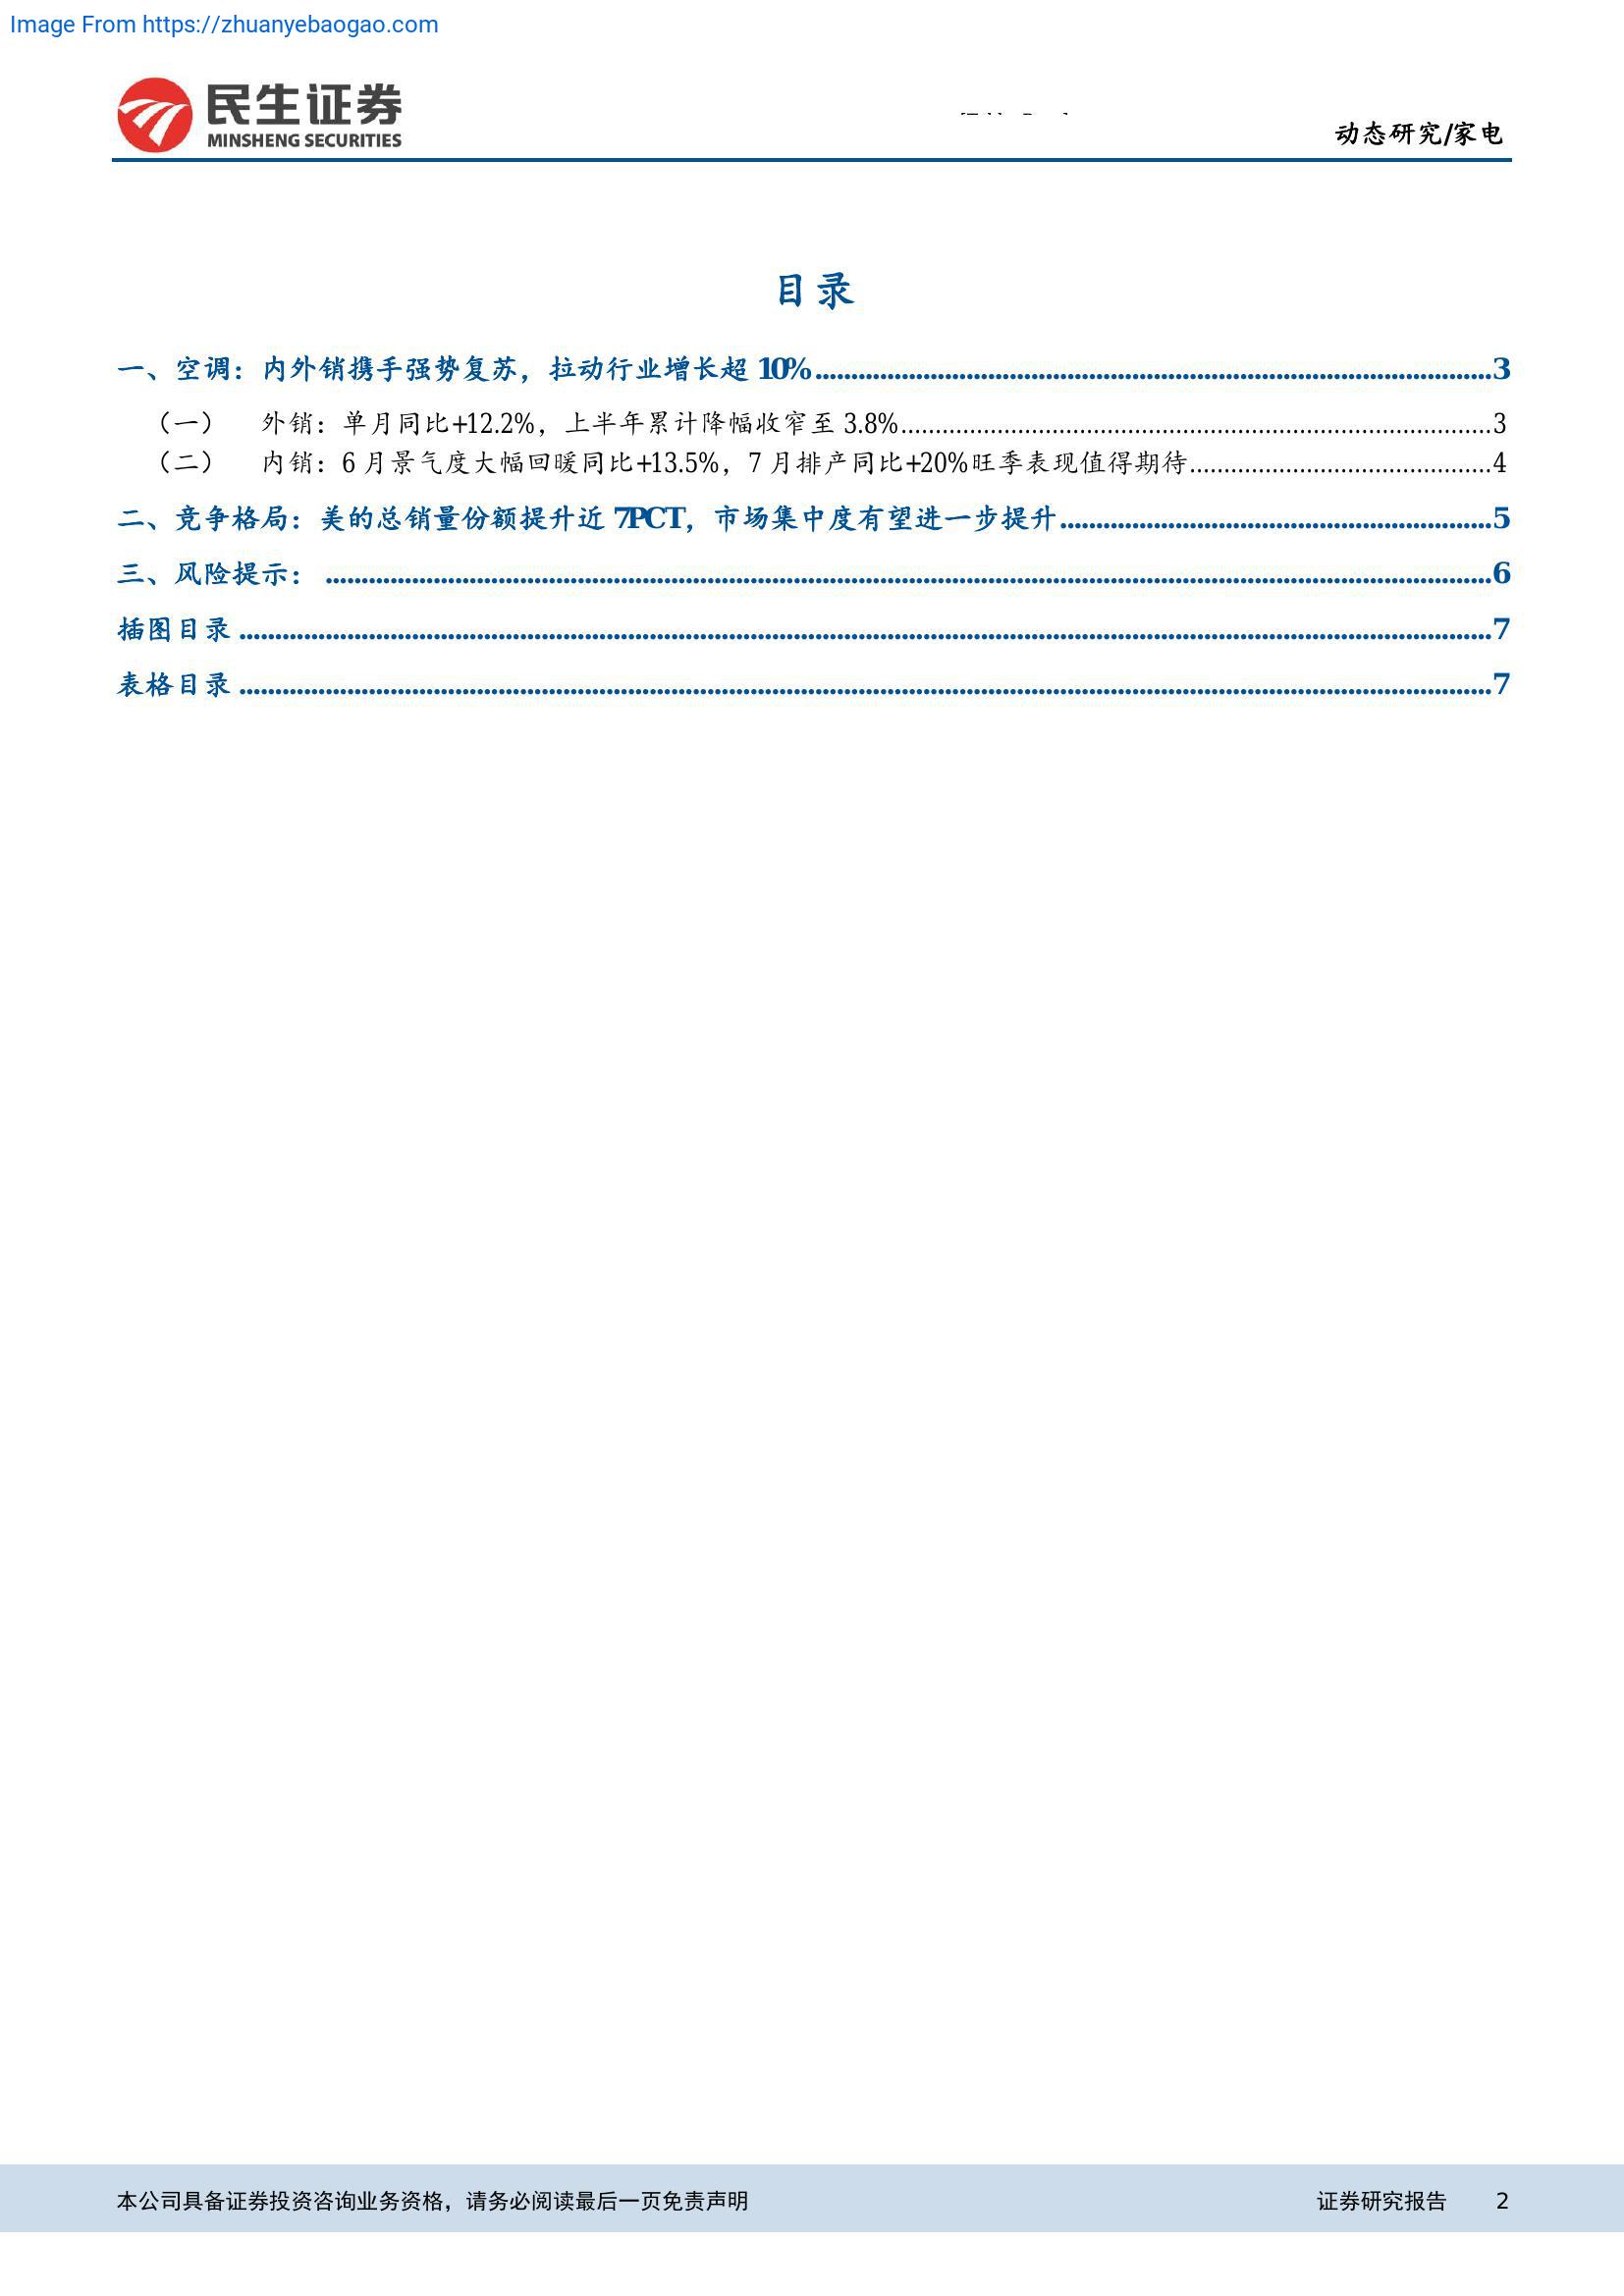 Image From https://zhuanyebaogao.com
民生证券
MINSHENG SECURITIES
动态研究/家电
目录
一、空调：内外销携手强势复苏，拉动行业增长超 10%.....3
（一） 外销：单月同比+12.2%，上半年累计降幅收窄至 3.8%.....3
（二） 内销：6 月景气度大幅回暖同比+13.5%，7 月排产同比+20%旺季表现值得期待.....4
二、竞争格局：美的总销量份额提升近 7PCT，市场集中度有望进一步提升.....5
三、风险提示：.....6
插图目录.....7
表格目录.....7
本公司具备证券投资咨询业务资格，请务必阅读最后一页免责声明 证券研究报告 2